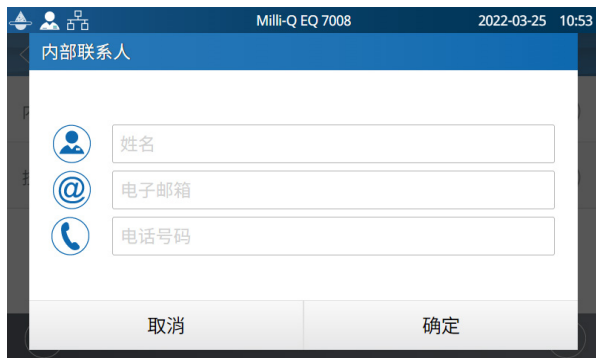 Milli-Q EQ 7008 2022-03-25 10:53
内部联系人
姓名
@ 电子邮箱
电话号码
取消 确定